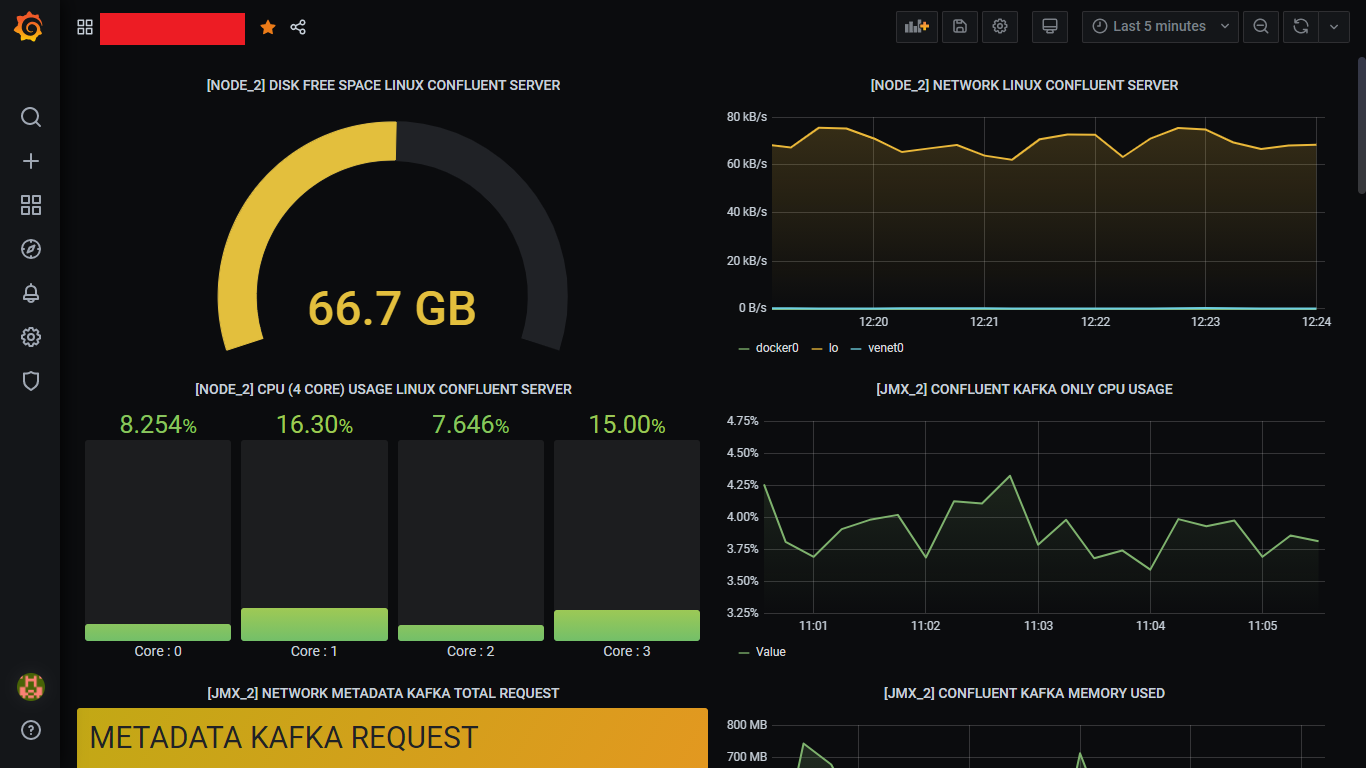 Last 5 minutes
[NODE_2] DISK FREE SPACE LINUX CONFLUENT SERVER
66.7 GB
[NODE_2] NETWORK LINUX CONFLUENT SERVER
80 kB/s
60 kB/s
40 kB/s
20 kB/s
0 B/s
12:20 12:21 12:22 12:23 12:24
docker0 lo venet0
[NODE_2] CPU (4 CORE) USAGE LINUX CONFLUENT SERVER
8.254% 16.30% 7.646% 15.00%
Core : 0 Core : 1 Core : 2 Core : 3
[JMX_2] CONFLUENT KAFKA ONLY CPU USAGE
4.75%
4.50%
4.25%
4.00%
3.75%
3.50%
3.25%
11:01 11:02 11:03 11:04 11:05
Value
[JMX_2] NETWORK METADATA KAFKA TOTAL REQUEST
METADATA KAFKA REQUEST
[JMX_2] CONFLUENT KAFKA MEMORY USED
800 MB
700 MB